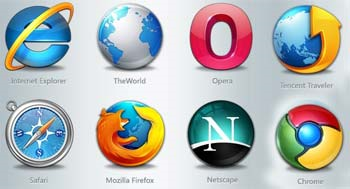 Internet Explorer
TheWorld
Opera
Tencent Traveler
Safari
Mozilla Firefox
N
Netscape
Chrome